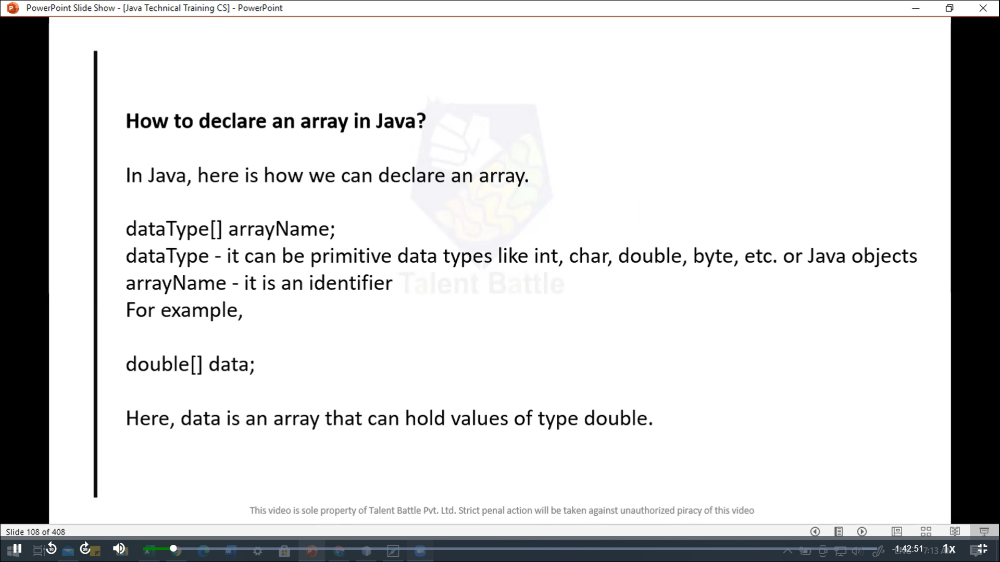 PowerPoint Slide Show - [Java Technical Training CS] - PowerPoint
How to declare an array in Java?
In Java, here is how we can declare an array.
dataType[] arrayName;
dataType - it can be primitive data types like int, char, double, byte, etc. or Java objects
arrayName - it is an identifier
Talent Battle
For example,
double[] data;
Here, data is an array that can hold values of type double.
This video is sole property of Talent Battle Pvt. Ltd. Strict penal action will be taken against unauthorized piracy of this video
Slide 108 of 408
10 30 -1:42:51 7:13 1x